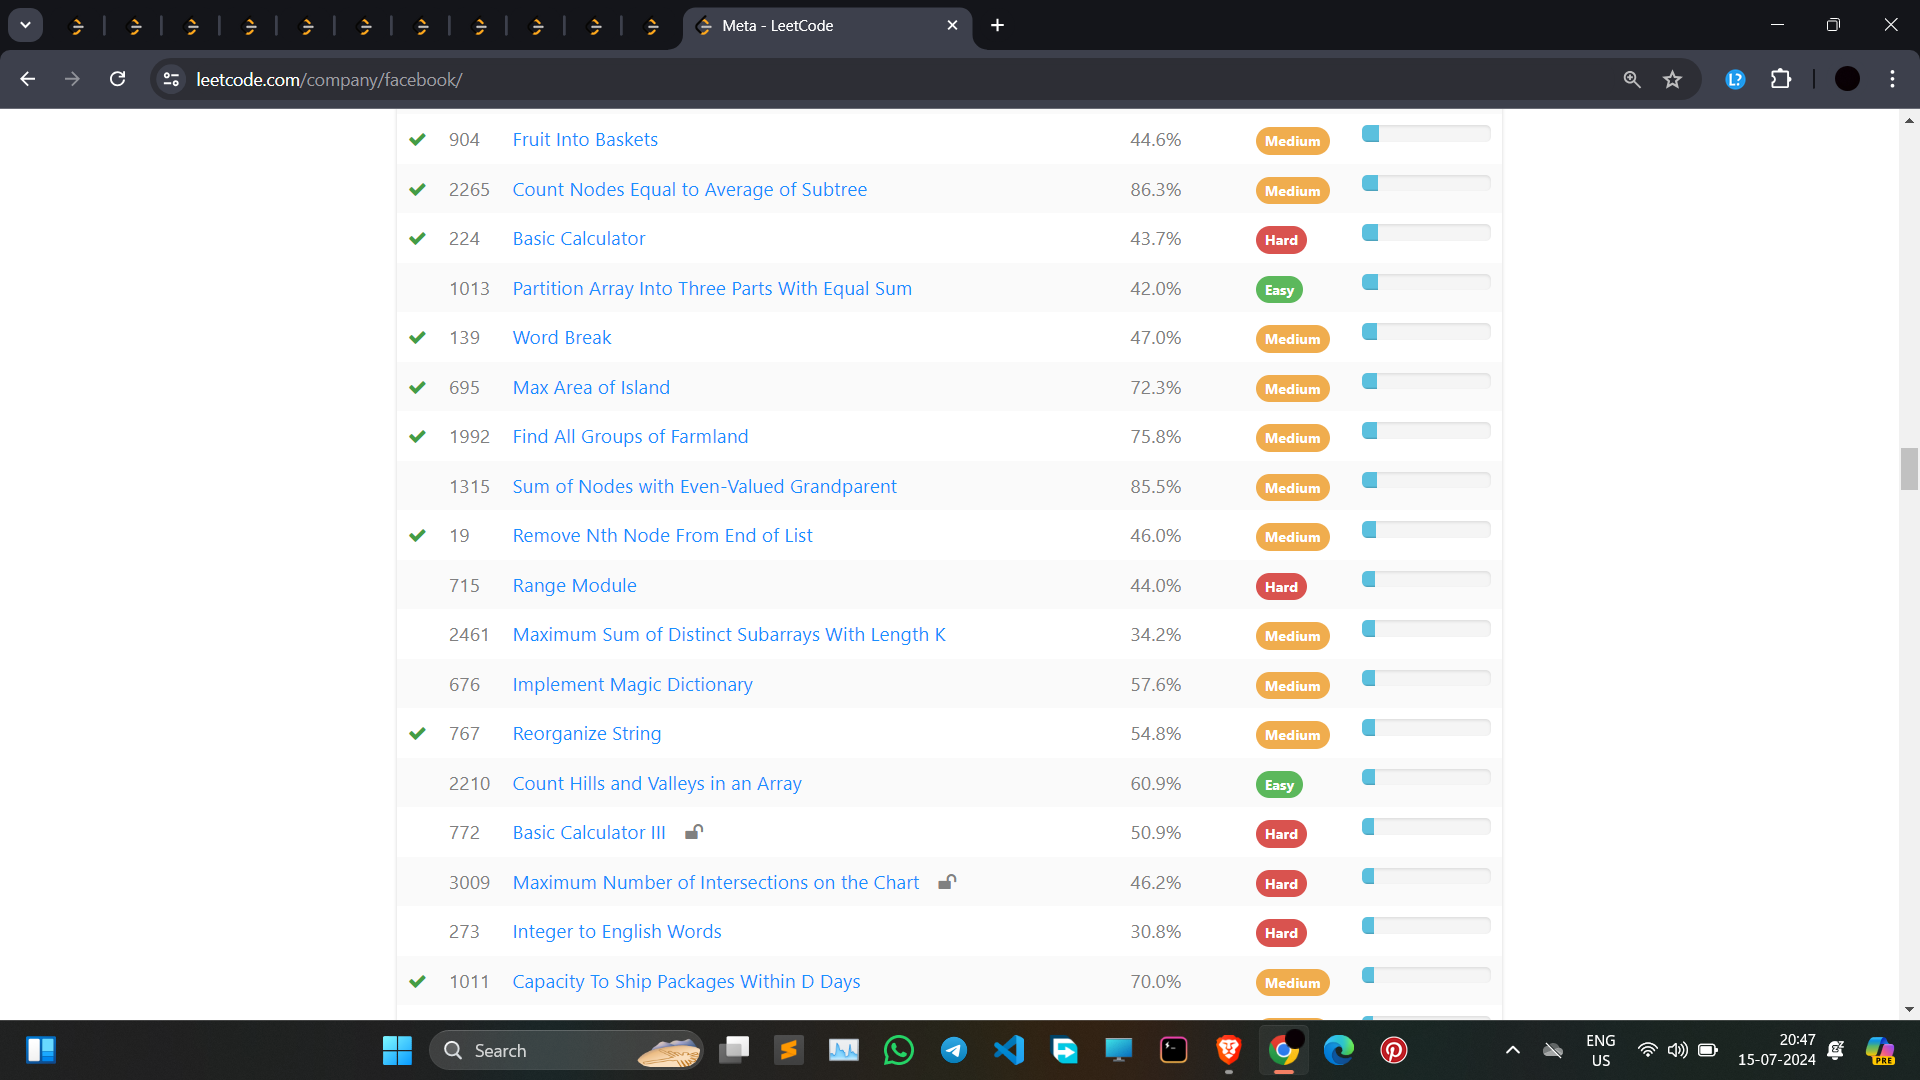 Meta - LeetCode
leetcode.com/company/facebook/
904 Fruit Into Baskets 44.6% Medium
2265 Count Nodes Equal to Average of Subtree 86.3% Medium
224 Basic Calculator 43.7% Hard
1013 Partition Array Into Three Parts With Equal Sum 42.0% Easy
139 Word Break 47.0% Medium
695 Max Area of Island 72.3% Medium
1992 Find All Groups of Farmland 75.8% Medium
1315 Sum of Nodes with Even-Valued Grandparent 85.5% Medium
19 Remove Nth Node From End of List 46.0% Medium
715 Range Module 44.0% Hard
2461 Maximum Sum of Distinct Subarrays With Length K 34.2% Medium
676 Implement Magic Dictionary 57.6% Medium
767 Reorganize String 54.8% Medium
2210 Count Hills and Valleys in an Array 60.9% Easy
772 Basic Calculator III 50.9% Hard
3009 Maximum Number of Intersections on the Chart 46.2% Hard
273 Integer to English Words 30.8% Hard
1011 Capacity To Ship Packages Within D Days 70.0% Medium
Search
ENG
US
20:47
15-07-2024
PRE